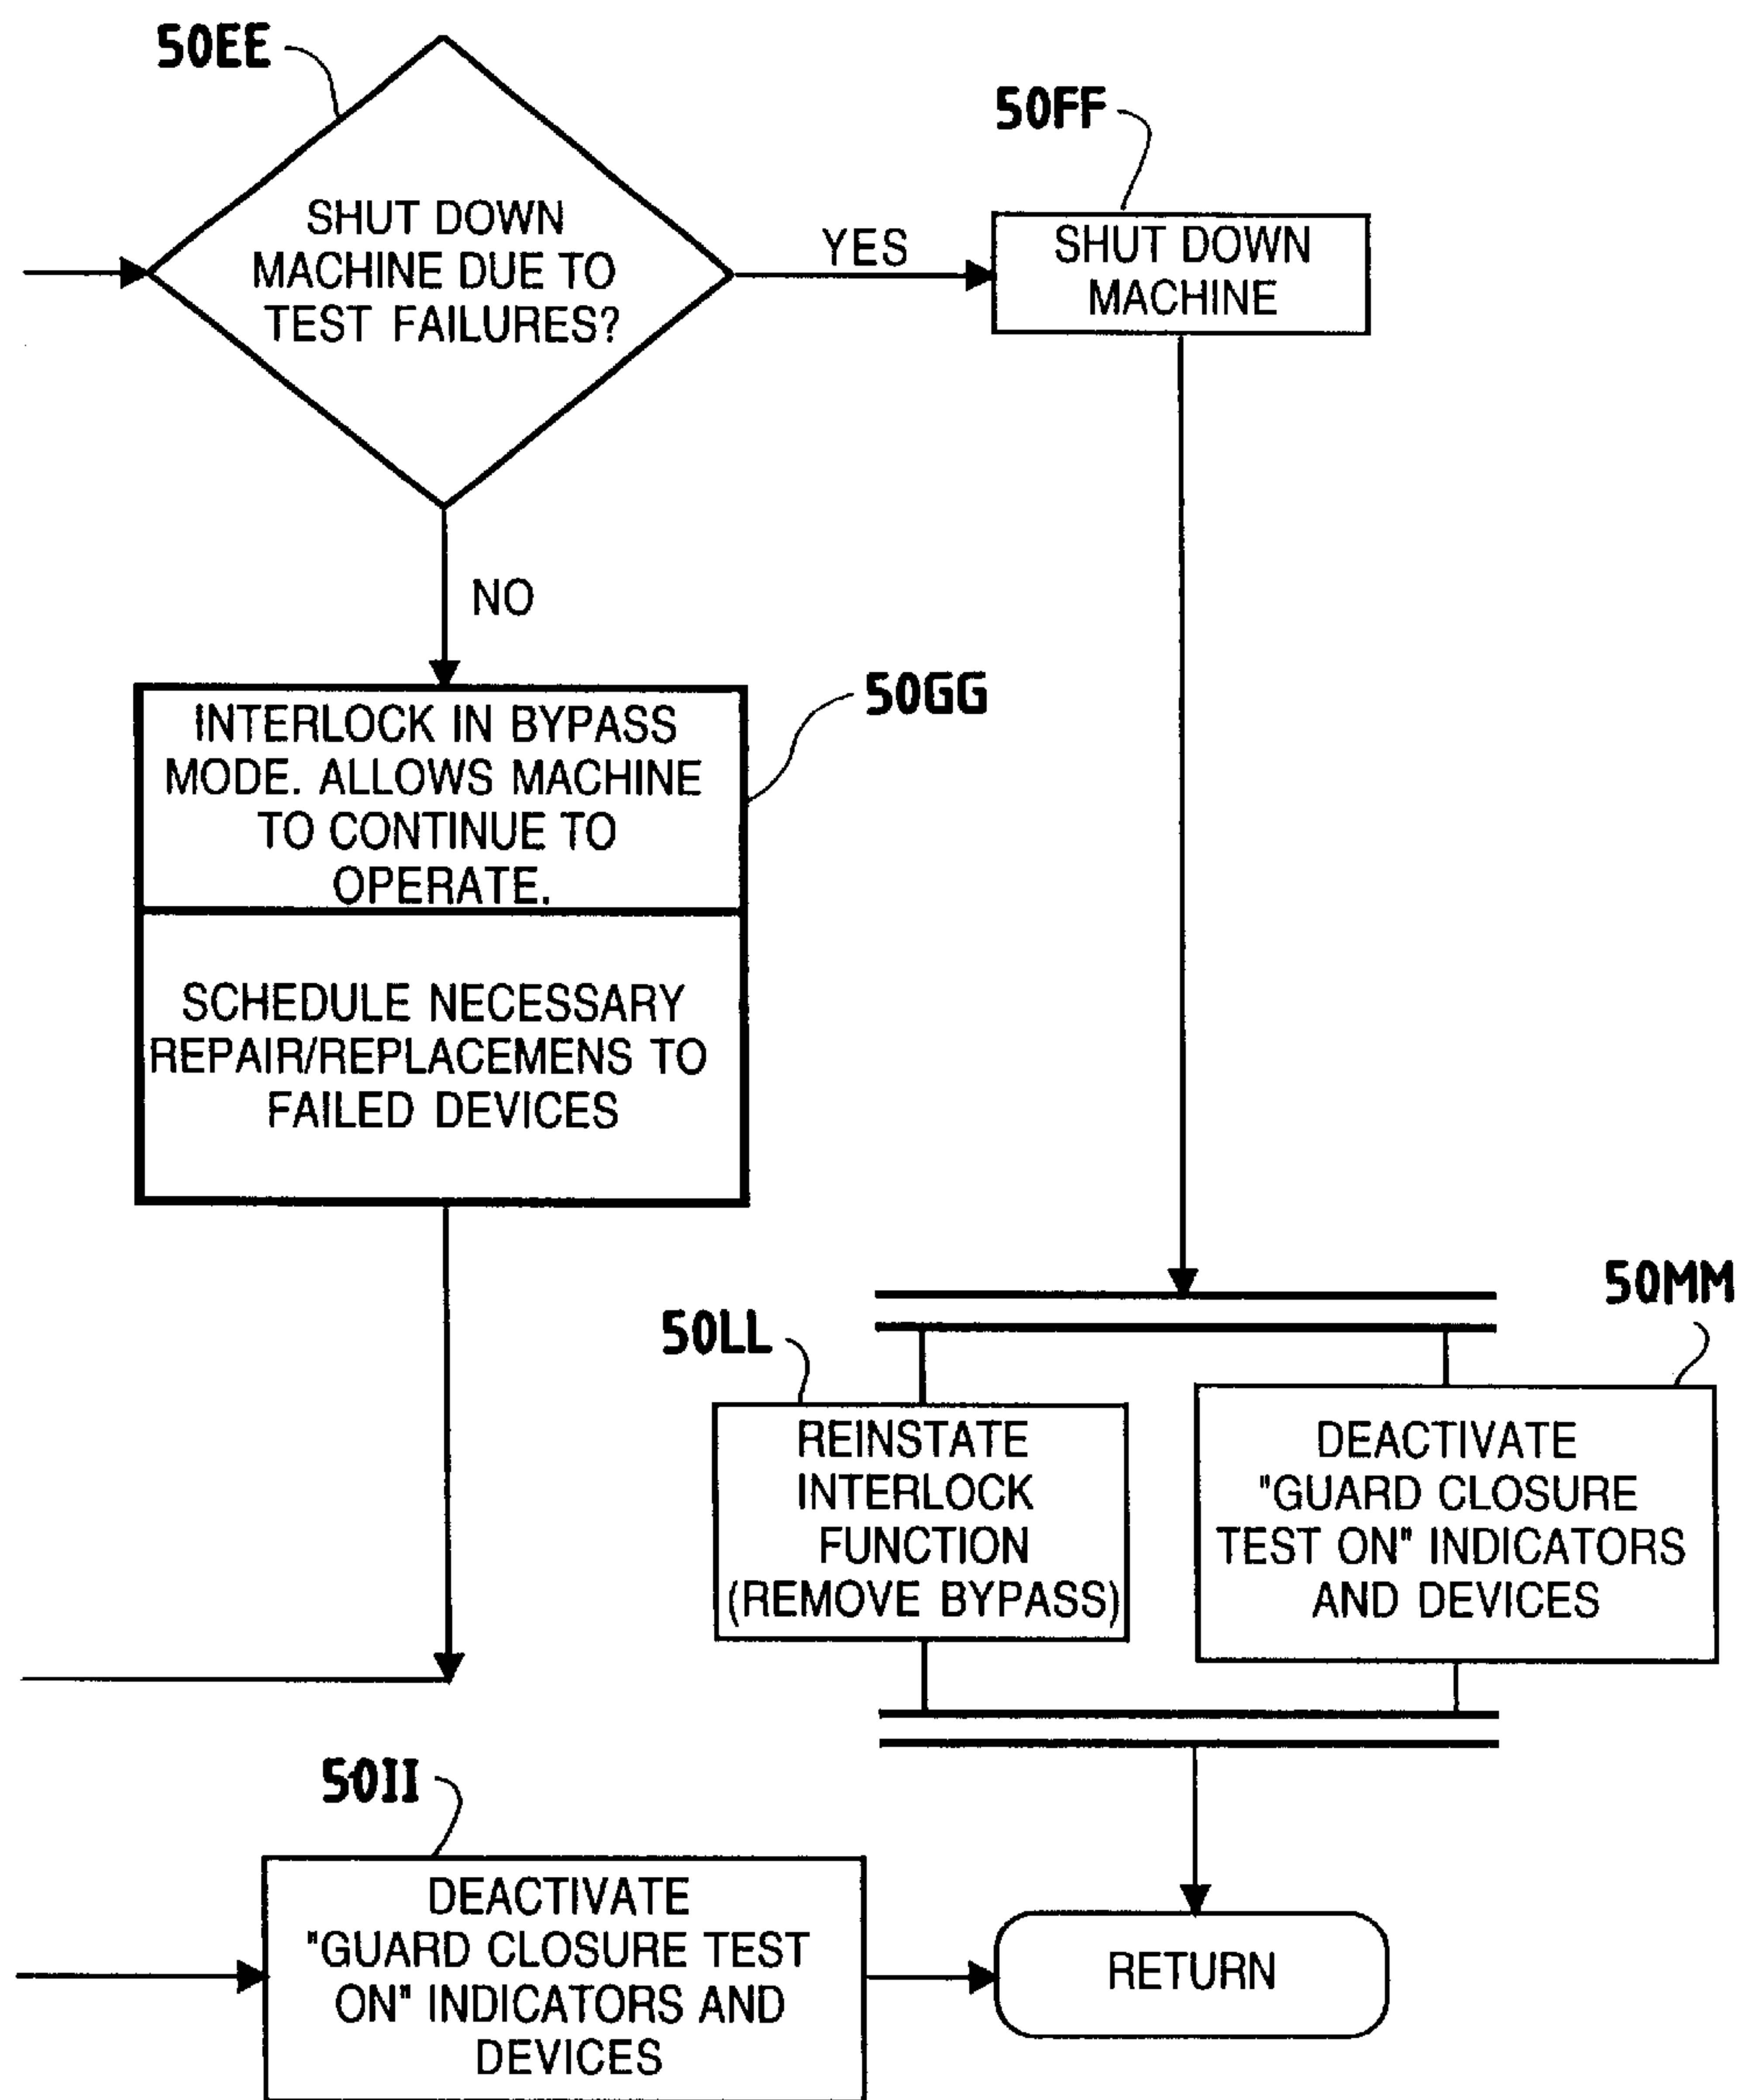 50EE
SHUT DOWN
MACHINE DUE TO
TEST FAILURES?
YES
50FF
SHUT DOWN
MACHINE
NO
50GG
INTERLOCK IN BYPASS
MODE. ALLOWS MACHINE
TO CONTINUE TO
OPERATE.
SCHEDULE NECESSARY
REPAIR/REPLACEMENS TO
FAILED DEVICES
50LL
REINSTATE
INTERLOCK
FUNCTION
(REMOVE BYPASS)
50MM
DEACTIVATE
"GUARD CLOSURE
TEST ON" INDICATORS
AND DEVICES
50II
DEACTIVATE
"GUARD CLOSURE TEST
ON" INDICATORS AND
DEVICES
RETURN